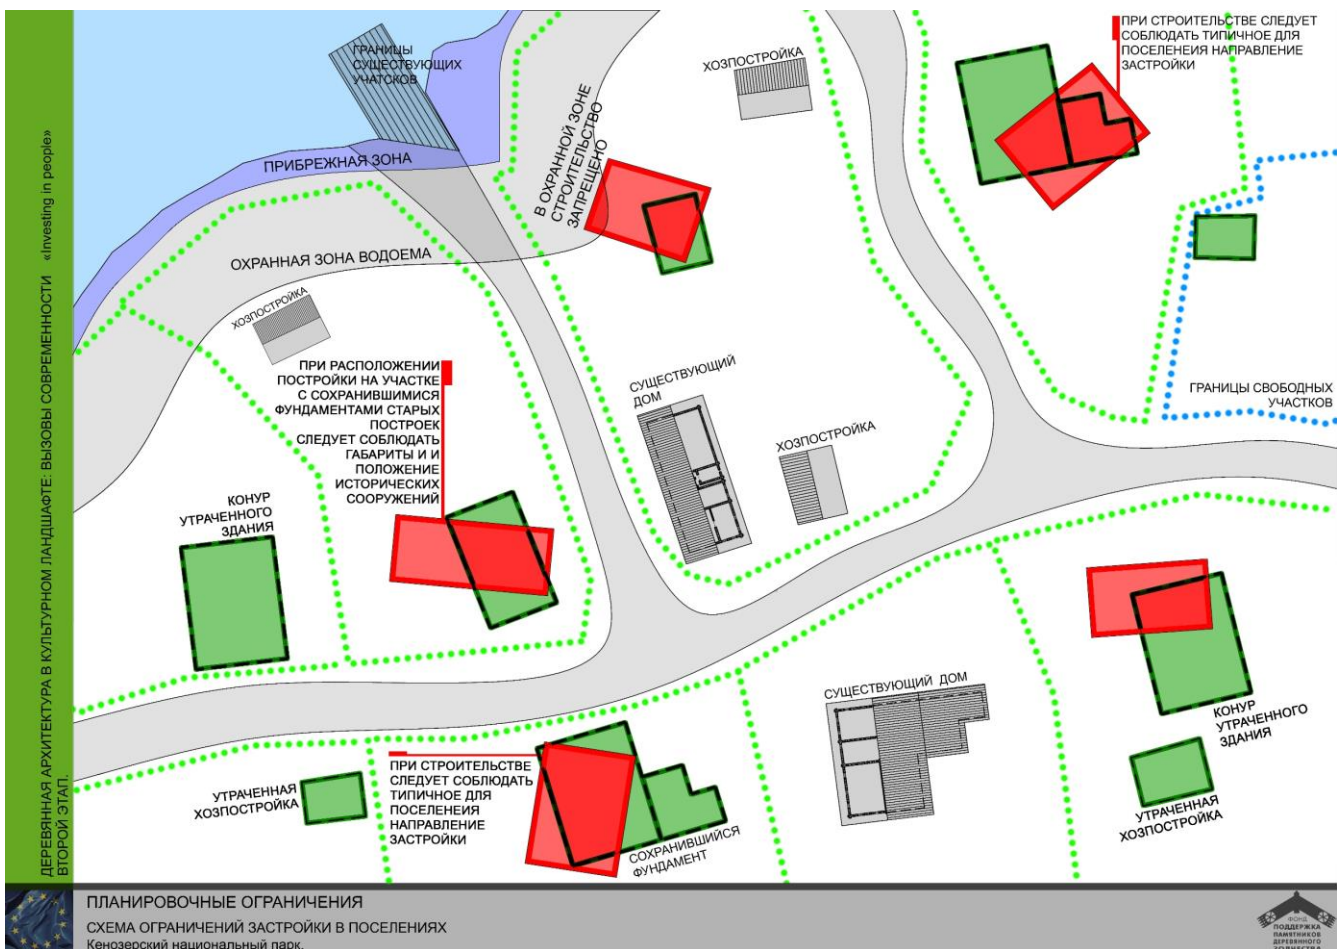 ДЕРЕВЯННАЯ АРХИТЕКТУРА В КУЛЬТУРНОМ ЛАНДШАФТЕ: ВЫЗОВЫ СОВРЕМЕННОСТИ «Investing in people»
ВТОРОЙ ЭТАП.
ГРАНИЦЫ
СУЩЕСТВУЮЩИХ
УЧАТСКОВ
ПРИБРЕЖНАЯ ЗОНА
ОХРАННАЯ ЗОНА ВОДОЕМА
В ОХРАННОЙ ЗОНЕ
СТРОИТЕЛЬСТВО
ЗАПРЕЩЕНО
ХОЗПОСТРОЙКА
ПРИ СТРОИТЕЛЬСТВЕ СЛЕДУЕТ
СОБЛЮДАТЬ ТИПИЧНОЕ ДЛЯ
ПОСЕЛЕНЕИЯ НАПРАВЛЕНИЕ
ЗАСТРОЙКИ
ХОЗПОСТРОЙКА
ПРИ РАСПОЛОЖЕНИИ
ПОСТРОЙКИ НА УЧАСТКЕ
С СОХРАНИВШИМИСЯ
ФУНДАМЕНТАМИ СТАРЫХ
ПОСТРОЕК
СЛЕДУЕТ СОБЛЮДАТЬ
ГАБАРИТЫ И И
ПОЛОЖЕНИЕ
ИСТОРИЧЕСКИХ
СООРУЖЕНИЙ
СУЩЕСТВУЮЩИЙ
ДОМ
ХОЗПОСТРОЙКА
ГРАНИЦЫ СВОБОДНЫХ
УЧАСТКОВ
КОНУР
УТРАЧЕННОГО
ЗДАНИЯ
СУЩЕСТВУЮЩИЙ ДОМ
КОНУР
УТРАЧЕННОГО
ЗДАНИЯ
УТРАЧЕННАЯ
ХОЗПОСТРОЙКА
ПРИ СТРОИТЕЛЬСТВЕ
СЛЕДУЕТ СОБЛЮДАТЬ
ТИПИЧНОЕ ДЛЯ
ПОСЕЛЕНЕИЯ
НАПРАВЛЕНИЕ
ЗАСТРОЙКИ
СОХРАНИВШИЙСЯ
ФУНДАМЕНТ
УТРАЧЕННАЯ
ХОЗПОСТРОЙКА
ПЛАНИРОВОЧНЫЕ ОГРАНИЧЕНИЯ
СХЕМА ОГРАНИЧЕНИЙ ЗАСТРОЙКИ В ПОСЕЛЕНИЯХ
Кенозерский национальный парк.
ФОНД
ПОДДЕРЖКА
ПАМЯТНИКОВ
ДЕРЕВЯННОГО
ЗОДЧЕСТВА